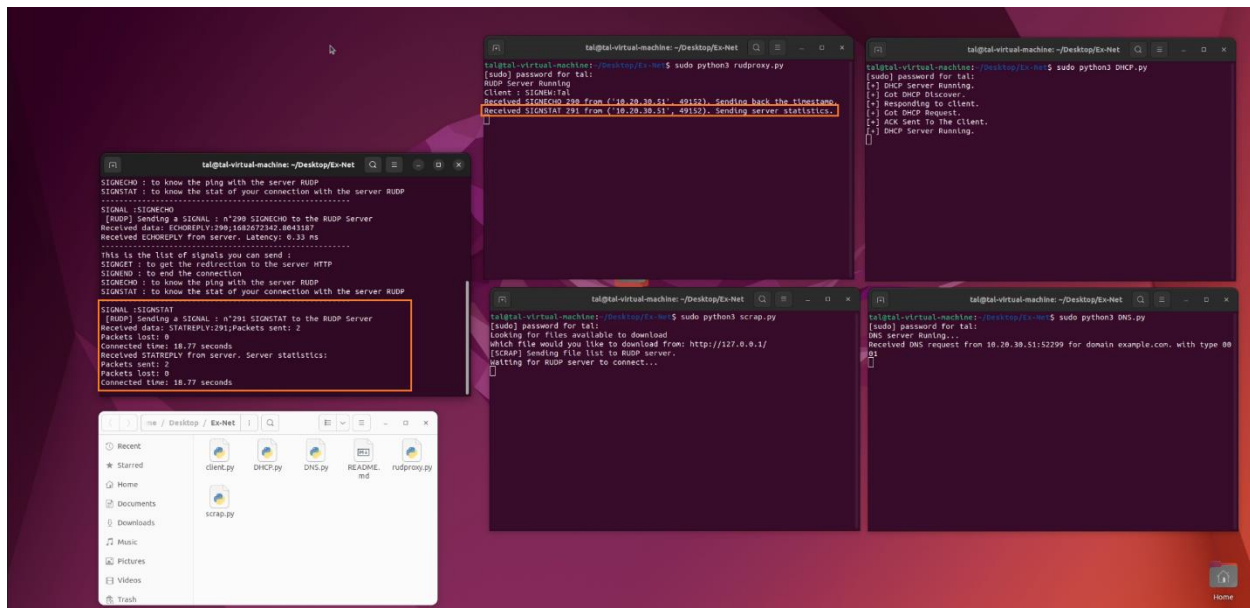 tal@tal-virtual-machine: ~/Desktop/Ex-Net
tal@tal-virtual-machine:~/Desktop/Ex-Net$ sudo python3 rudproxy.py
[sudo] password for tal:
RUDP Server Running
Client : SIGNEW:Tal
Received SIGNECHO 290 from ('10.20.30.51', 49152). Sending back the timestamp.
Received SIGNSTAT 291 from ('10.20.30.51', 49152). Sending server statistics.
tal@tal-virtual-machine: ~/Desktop/Ex-Net
tal@tal-virtual-machine:~/Desktop/Ex-Net$ sudo python3 DHCP.py
[sudo] password for tal:
[+] DHCP Server Running.
[+] Got DHCP Discover.
[+] Responding to client.
[+] Got DHCP Request.
[+] ACK Sent To The Client.
[+] DHCP Server Running.
tal@tal-virtual-machine: ~/Desktop/Ex-Net
SIGNECHO : to know the ping with the server RUDP
SIGNSTAT : to know the stat of your connection with the server RUDP
--------------------------------------------------
SIGNAL :SIGNECHO
[RUDP] Sending a SIGNAL : n°290 SIGNECHO to the RUDP Server
Received data: ECHOREPLY:290;1682672342.8043187
Received ECHOREPLY from server. Latency: 0.33 ms
--------------------------------------------------
This is the list of signals you can send :
SIGNGET : to get the redirection to the server HTTP
SIGNEND : to end the connection
SIGNECHO : to know the ping with the server RUDP
SIGNSTAT : to know the stat of your connection with the server RUDP
SIGNAL :SIGNSTAT
[RUDP] Sending a SIGNAL : n°291 SIGNSTAT to the RUDP Server
Received data: STATREPLY:291;Packets sent: 2
Packets lost: 0
Connected time: 18.77 seconds
Received STATREPLY from server. Server statistics:
Packets sent: 2
Packets lost: 0
Connected time: 18.77 seconds
tal@tal-virtual-machine: ~/Desktop/Ex-Net
tal@tal-virtual-machine:~/Desktop/Ex-Net$ sudo python3 scrap.py
[sudo] password for tal:
Looking for files available to download
Which file would you like to download from: http://127.0.0.1/
[SCRAP] Sending file list to RUDP server.
Waiting for RUDP server to connect...
tal@tal-virtual-machine: ~/Desktop/Ex-Net
tal@tal-virtual-machine:~/Desktop/Ex-Net$ sudo python3 DNS.py
[sudo] password for tal:
DNS server Runing...
Received DNS request from 10.20.30.51:52299 for domain example.com. with type 00
01
me / Desktop / Ex-Net
Recent
Starred
Home
Documents
Downloads
Music
Pictures
Videos
Trash
client.py
DHCP.py
DNS.py
README.
md
rudproxy.py
scrap.py
Home